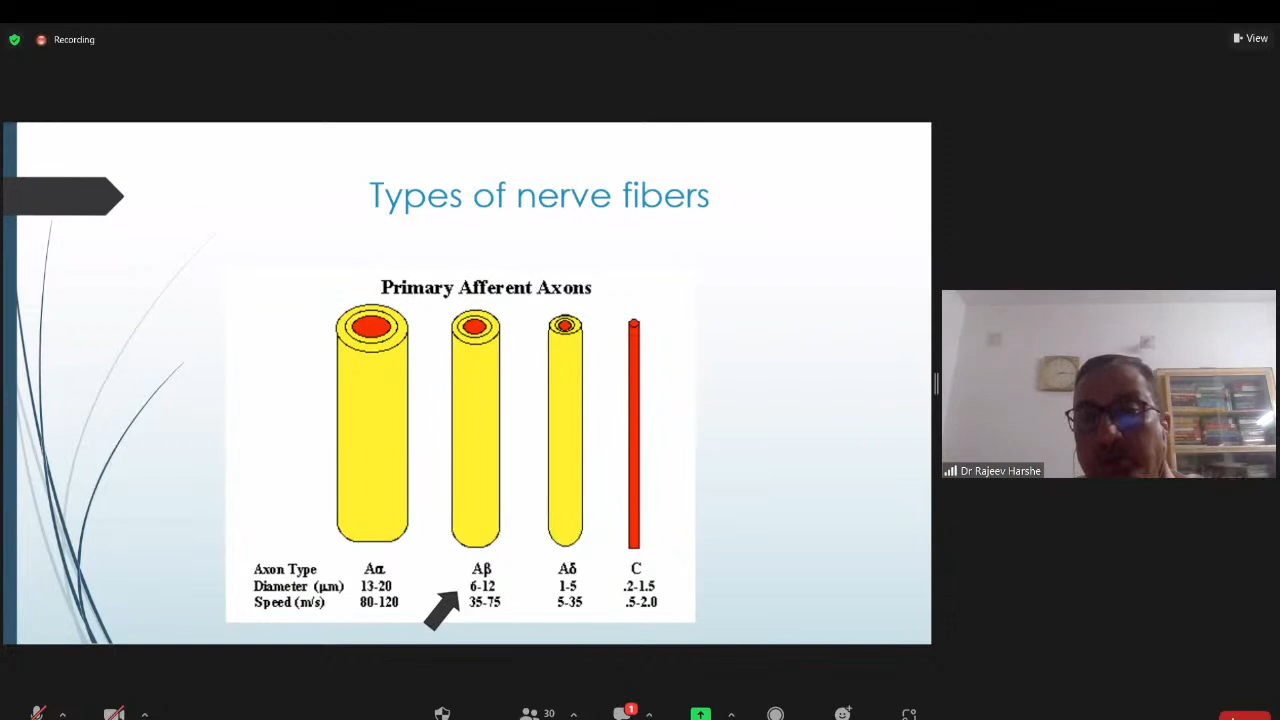 Recording
View
Types of nerve fibers
Primary Afferent Axons
Axon Type Aα Aβ Aδ C
Diameter (μm) 13-20 6-12 1-5 .2-1.5
Speed (m/s) 80-120 35-75 5-35 .5-2.0
Dr Rajeev Harshe
30
1